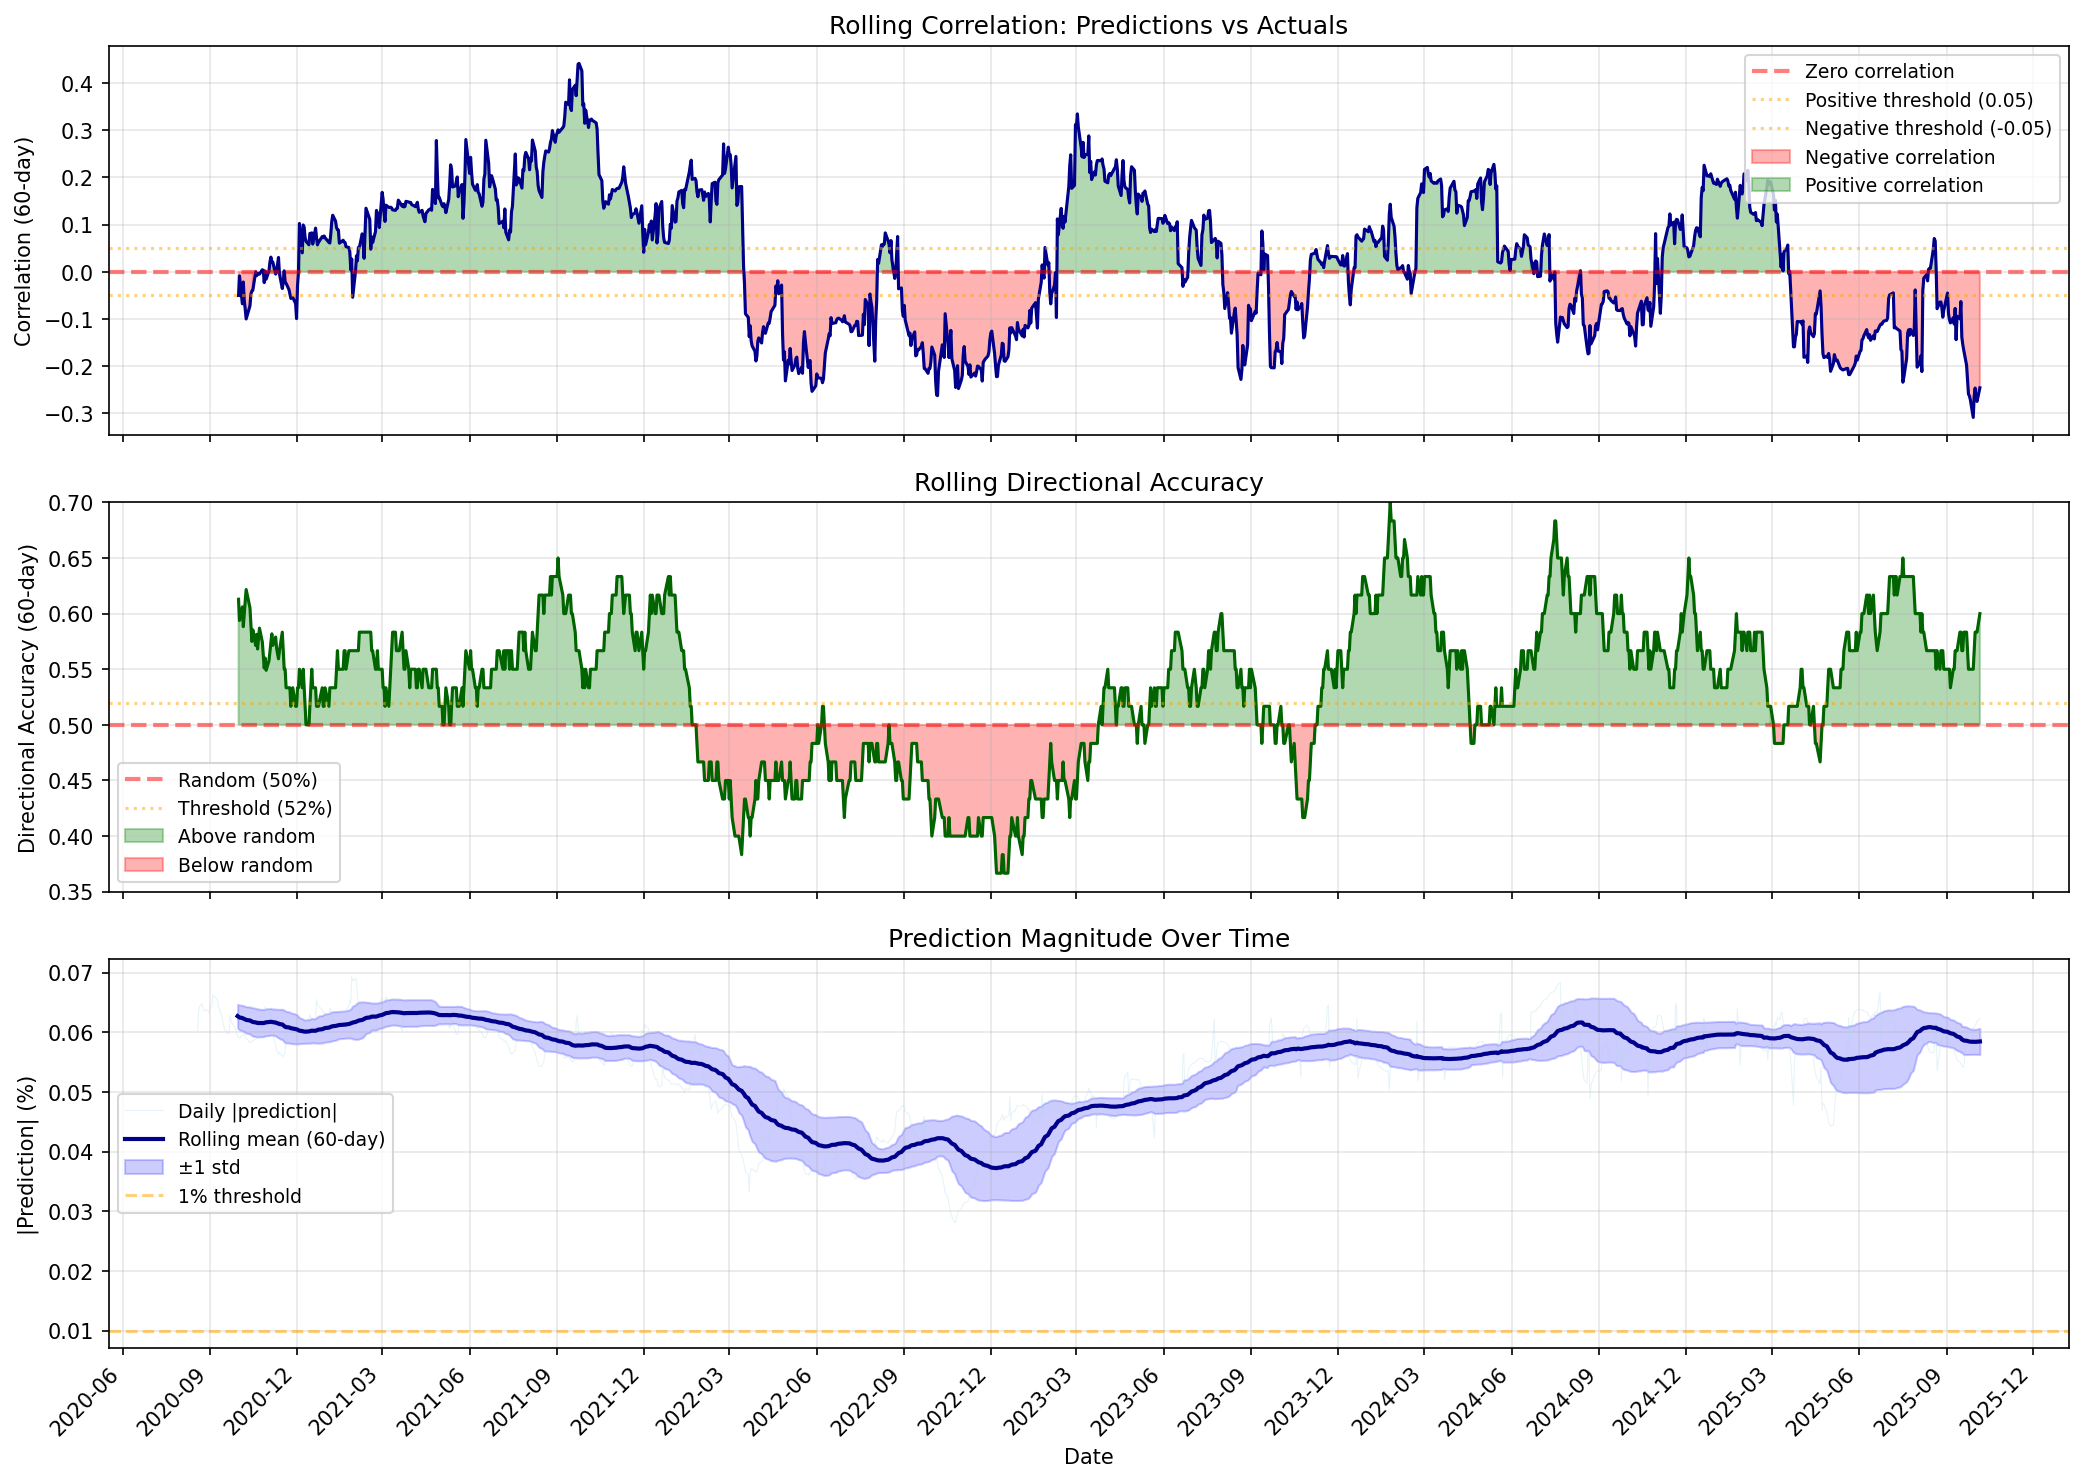 Rolling Correlation: Predictions vs Actuals
Correlation (60-day)
0.4
0.3
0.2
0.1
0.0
−0.1
−0.2
−0.3
Zero correlation
Positive threshold (0.05)
Negative threshold (-0.05)
Negative correlation
Positive correlation
Rolling Directional Accuracy
Directional Accuracy (60-day)
0.70
0.65
0.60
0.55
0.50
0.45
0.40
0.35
Random (50%)
Threshold (52%)
Above random
Below random
Prediction Magnitude Over Time
|Prediction| (%)
0.07
0.06
0.05
0.04
0.03
0.02
0.01
Daily |prediction|
Rolling mean (60-day)
±1 std
1% threshold
2020-06
2020-09
2020-12
2021-03
2021-06
2021-09
2021-12
2022-03
2022-06
2022-09
2022-12
2023-03
2023-06
2023-09
2023-12
2024-03
2024-06
2024-09
2024-12
2025-03
2025-06
2025-09
2025-12
Date